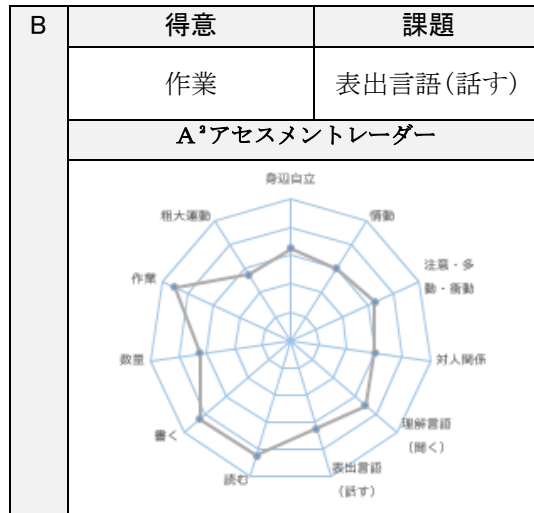 B
得意
課題
作業
表出言語(話す)
A²アセスメントレーダー
身辺自立
情動
注意・多
動・衝動
対人関係
理解言語
(聞く)
表出言語
(話す)
読む
書く
数量
作業
粗大運動